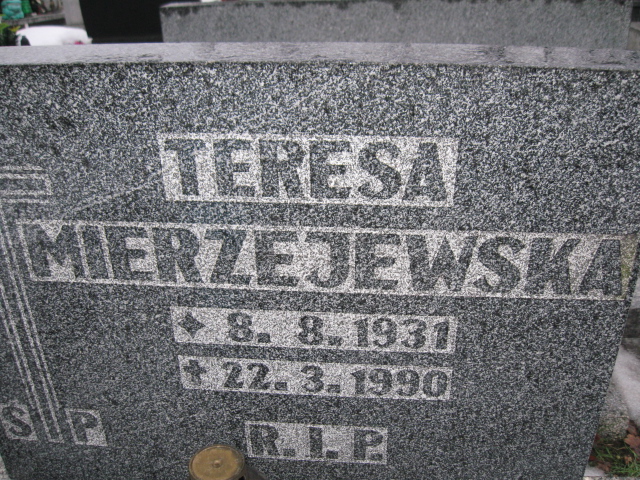 TERESA
MIERZEJEWSKA
✦ 8. 8. 1931
✝ 22. 3. 1990
S P
R. I. P.